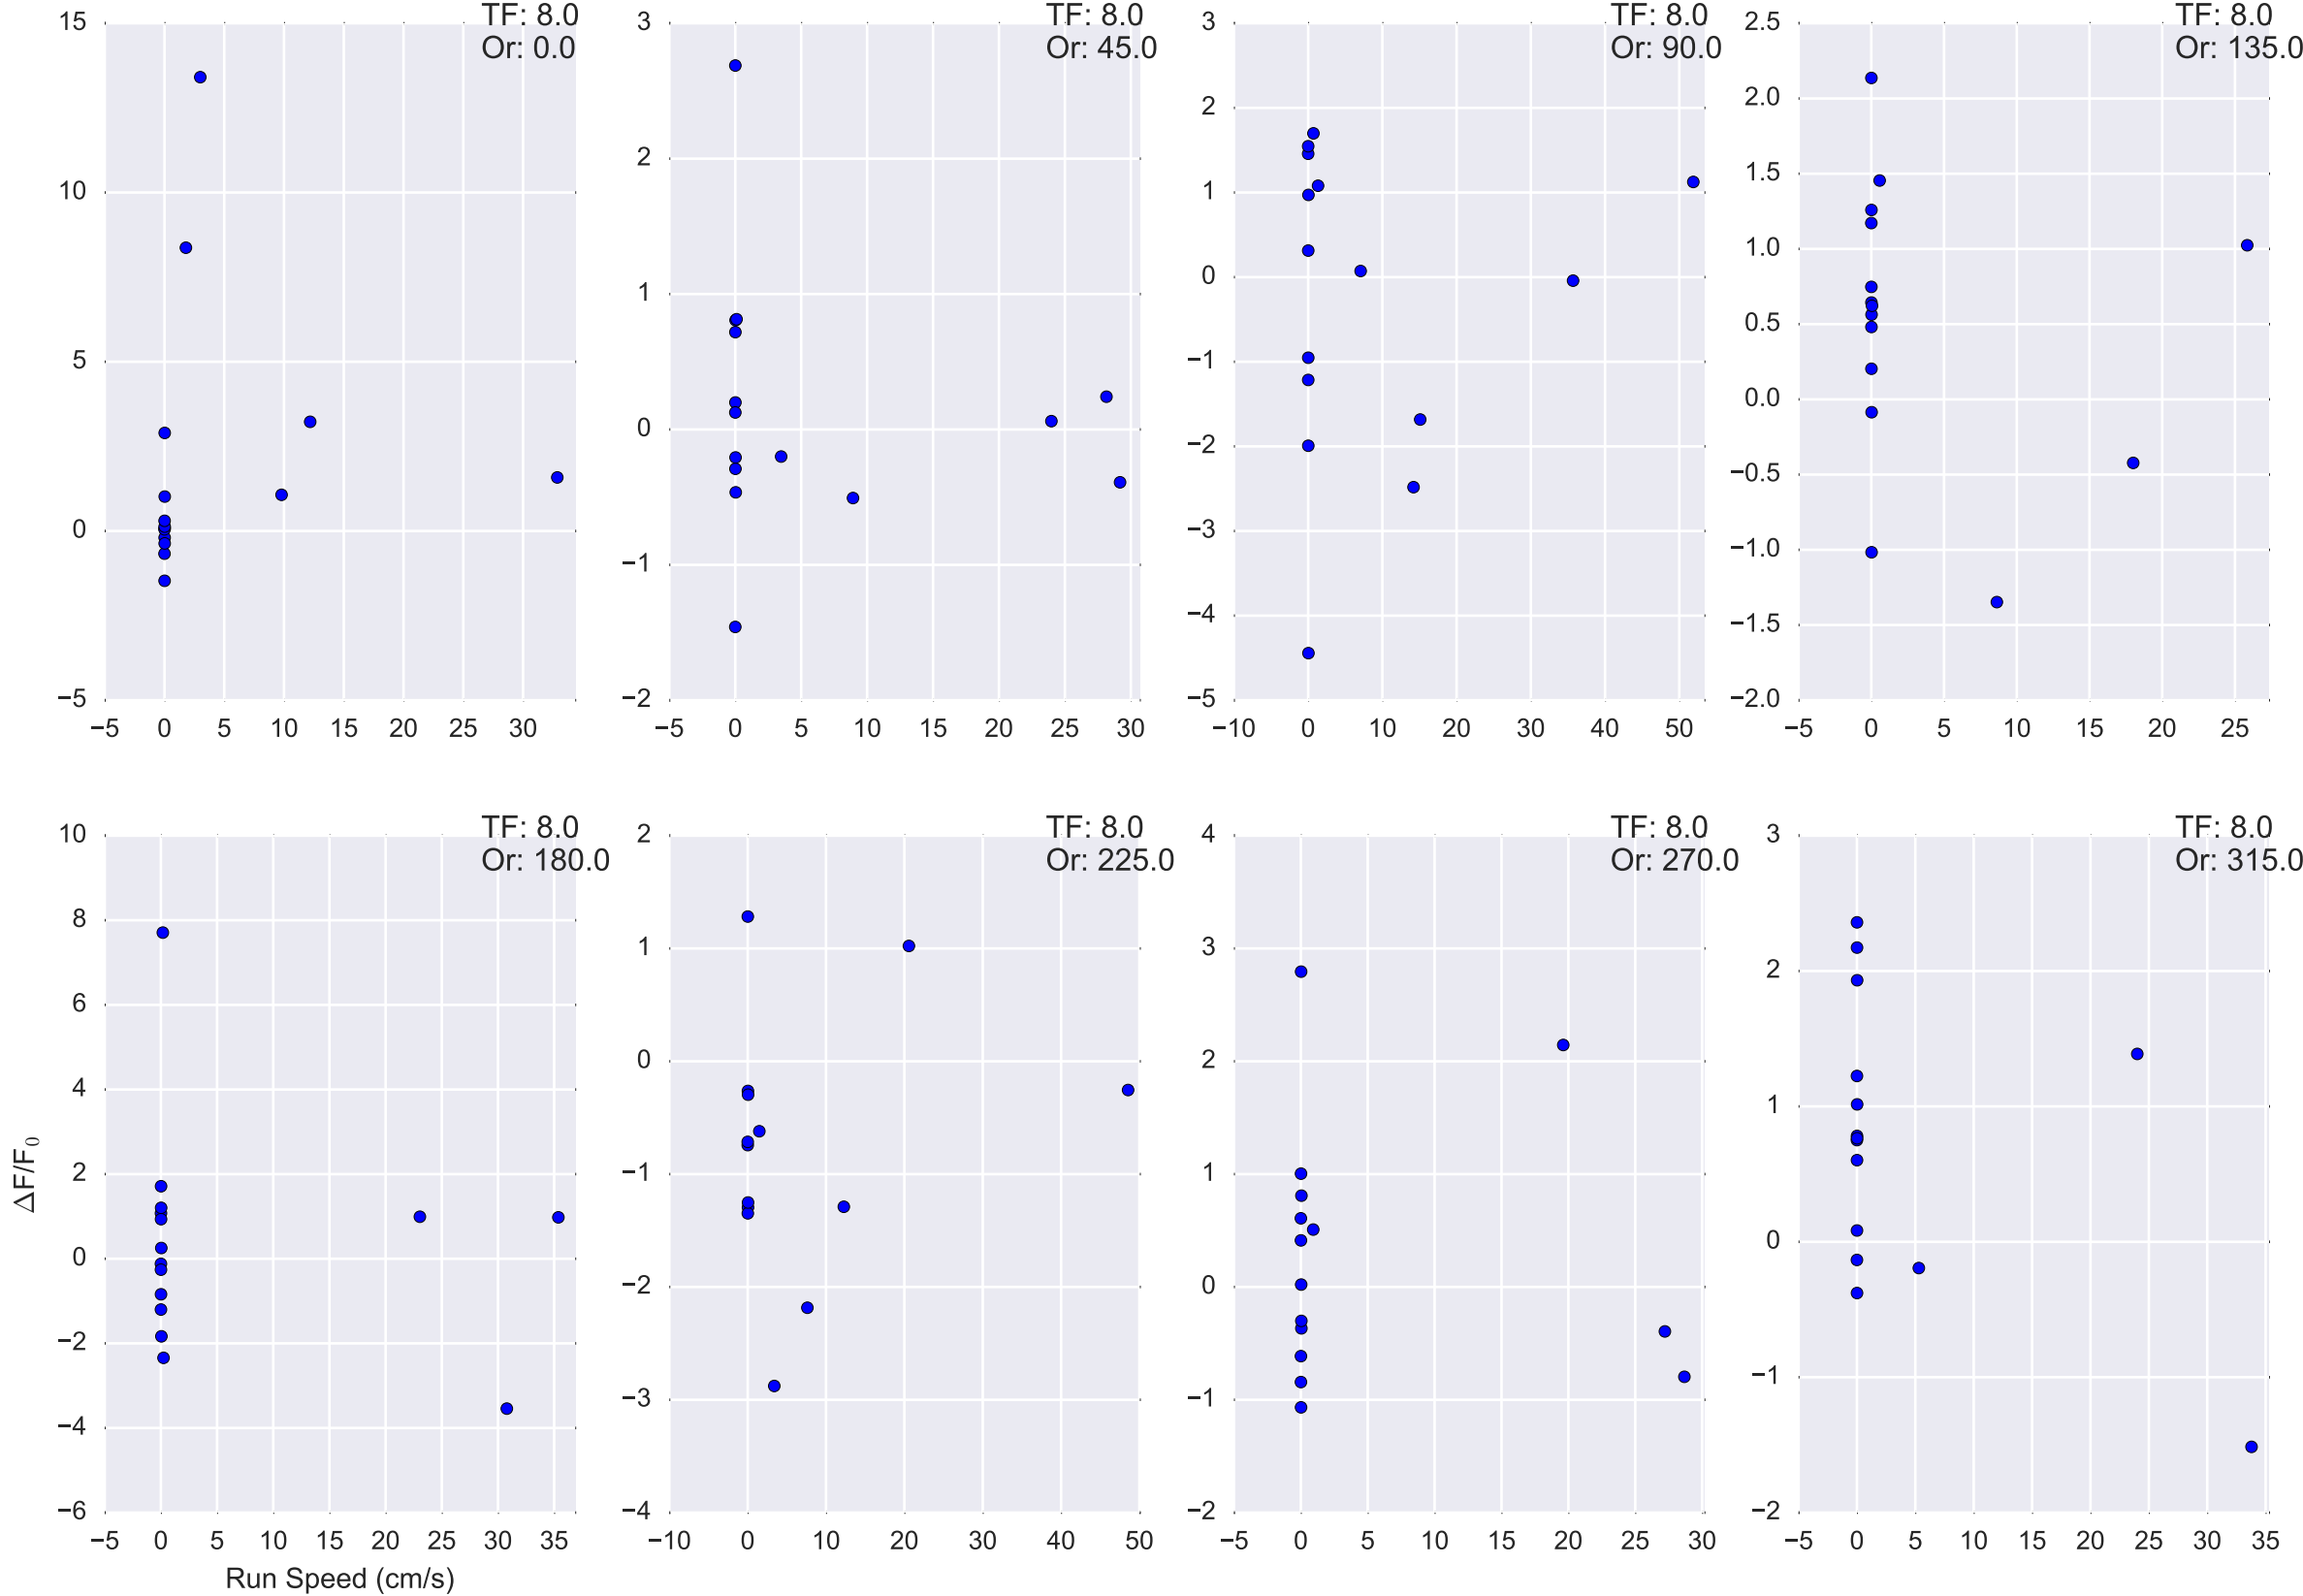 TF: 8.0
Or: 0.0
15
10
5
0
−5
−5 0 5 10 15 20 25 30
TF: 8.0
Or: 45.0
3
2
1
0
−1
−2
−5 0 5 10 15 20 25 30
TF: 8.0
Or: 90.0
3
2
1
0
−1
−2
−3
−4
−5
−10 0 10 20 30 40 50
TF: 8.0
Or: 135.0
2.5
2.0
1.5
1.0
0.5
0.0
−0.5
−1.0
−1.5
−2.0
−5 0 5 10 15 20 25
TF: 8.0
Or: 180.0
10
8
6
4
2
0
−2
−4
−6
−5 0 5 10 15 20 25 30 35
ΔF/F₀
Run Speed (cm/s)
TF: 8.0
Or: 225.0
2
1
0
−1
−2
−3
−4
−10 0 10 20 30 40 50
TF: 8.0
Or: 270.0
4
3
2
1
0
−1
−2
−5 0 5 10 15 20 25 30
TF: 8.0
Or: 315.0
3
2
1
0
−1
−2
−5 0 5 10 15 20 25 30 35